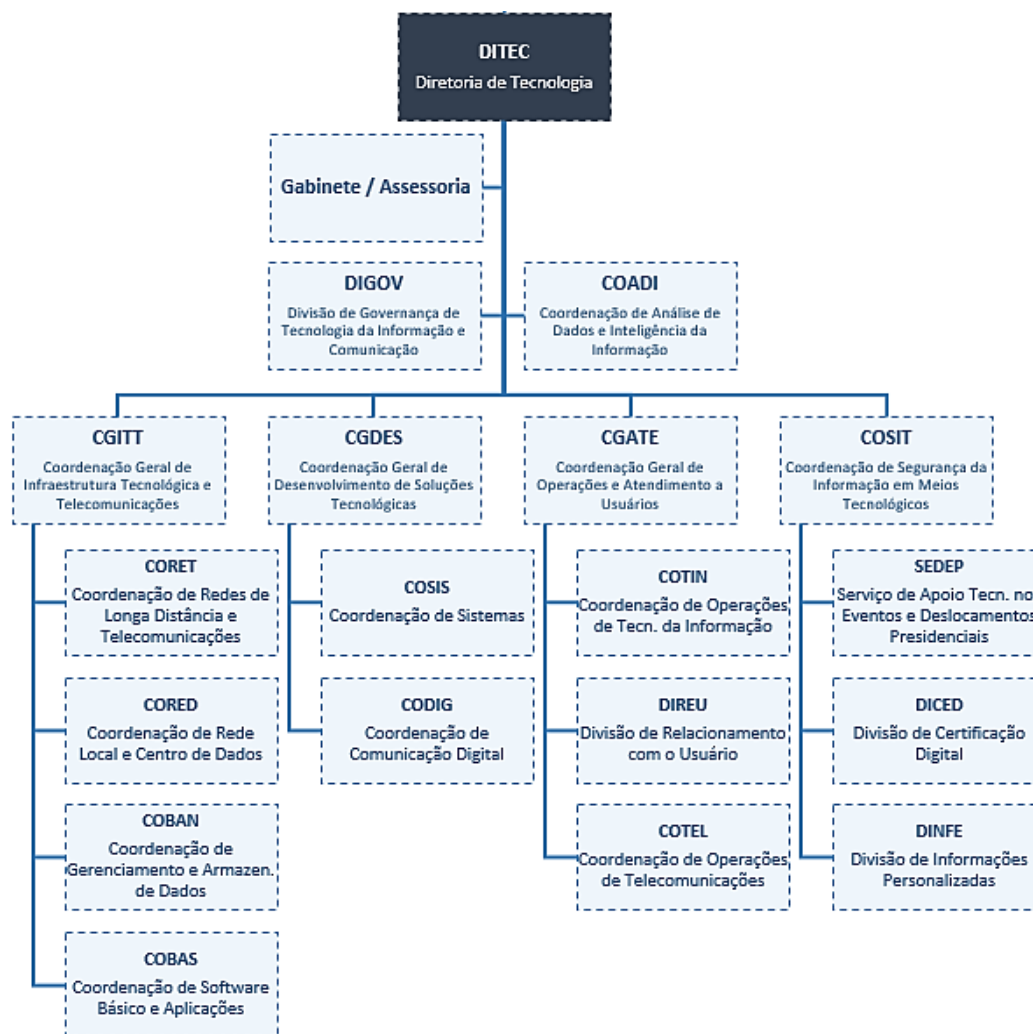 DITEC
Diretoria de Tecnologia
Gabinete / Assessoria
DIGOV
Divisão de Governança de
Tecnologia da Informação e
Comunicação
COADI
Coordenação de Análise de
Dados e Inteligência da
Informação
CGITT
Coordenação Geral de
Infraestrutura Tecnológica e
Telecomunicações
CGDES
Coordenação Geral de
Desenvolvimento de Soluções
Tecnológicas
CGATE
Coordenação Geral de
Operações e Atendimento a
Usuários
COSIT
Coordenação de Segurança da
Informação em Meios
Tecnológicos
CORET
Coordenação de Redes de
Longa Distância e
Telecomunicações
COSIS
Coordenação de Sistemas
COTIN
Coordenação de Operações
de Tecn. da Informação
SEDEP
Serviço de Apoio Tecn. no
Eventos e Deslocamentos
Presidenciais
CORED
Coordenação de Rede
Local e Centro de Dados
CODIG
Coordenação de
Comunicação Digital
DIREU
Divisão de Relacionamento
com o Usuário
DICED
Divisão de Certificação
Digital
COBAN
Coordenação de
Gerenciamento e Armazen.
de Dados
COTEL
Coordenação de Operações
de Telecomunicações
DINFE
Divisão de Informações
Personalizadas
COBAS
Coordenação de Software
Básico e Aplicações